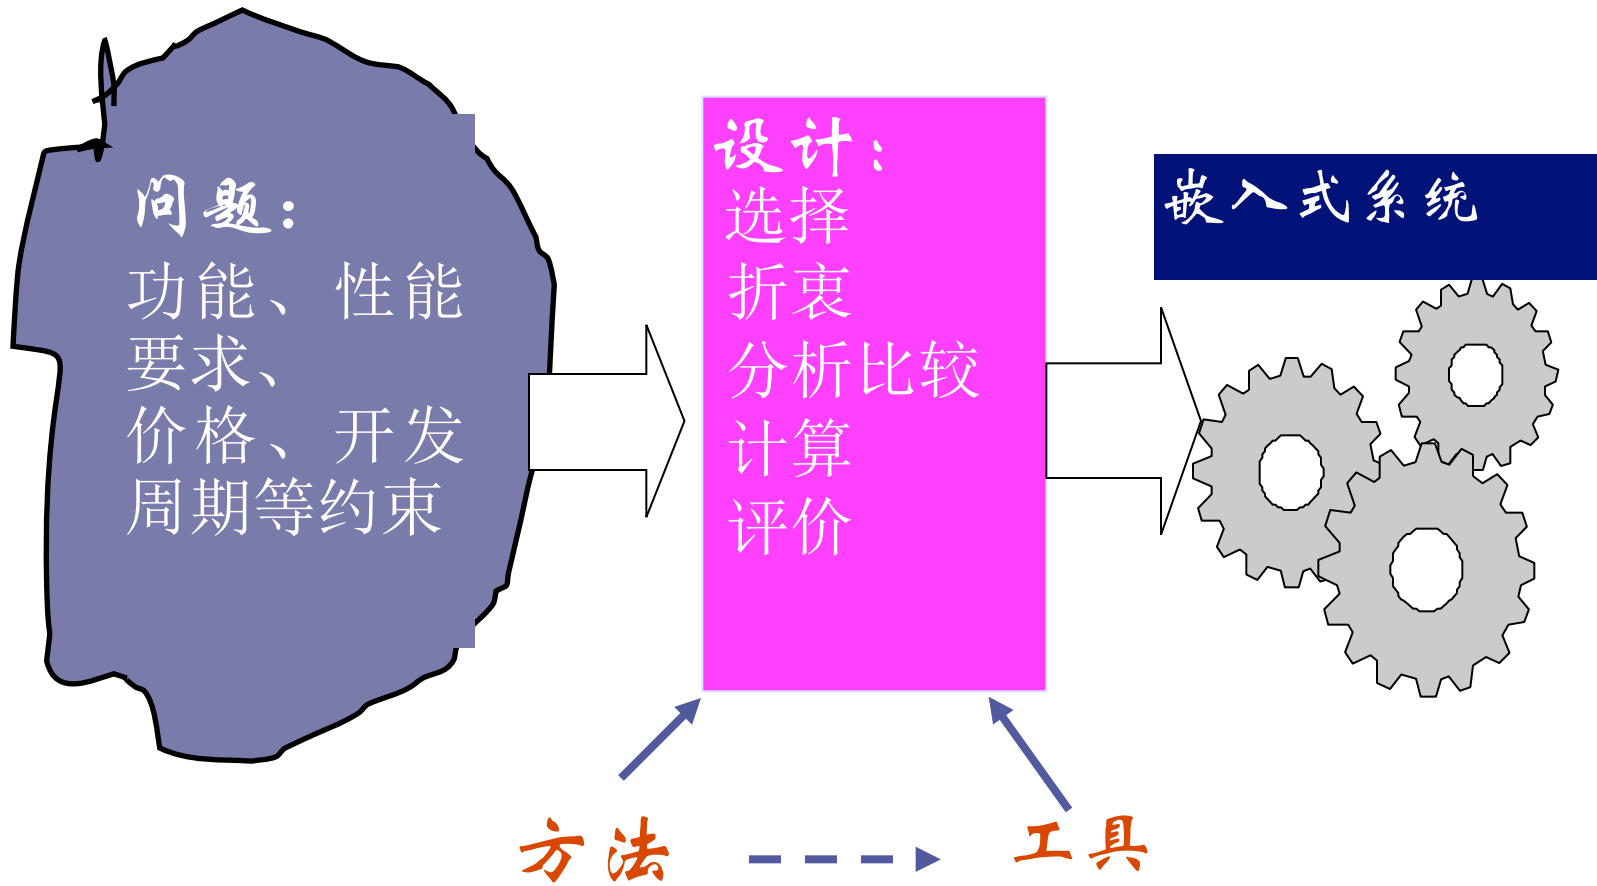 问题：
功能、性能
要求、
价格、开发
周期等约束
设计：
选择
折衷
分析比较
计算
评价
嵌入式系统
方法
工具